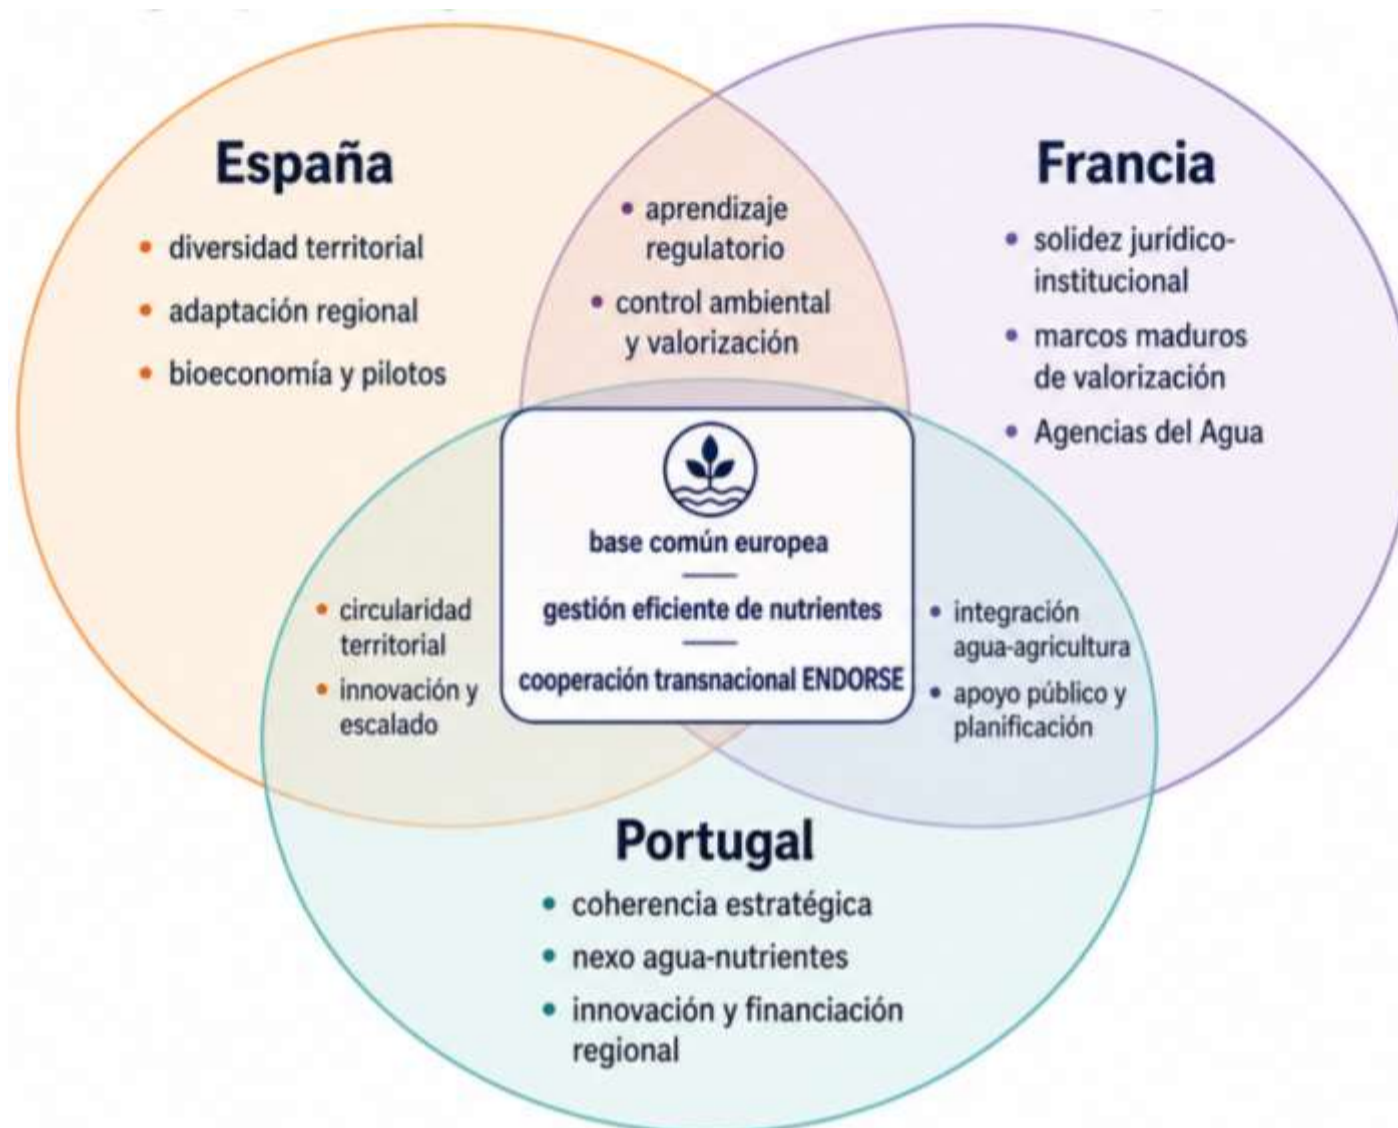 España
• diversidad territorial
• adaptación regional
• bioeconomía y pilotos
• aprendizaje
regulatorio
• control ambiental
y valorización
Francia
• solidez jurídico-
institucional
• marcos maduros
de valorización
• Agencias del Agua
base común europea
gestión eficiente de nutrientes
cooperación transnacional ENDORSE
• circularidad
territorial
• innovación y
escalado
• integración
agua-agricultura
• apoyo público y
planificación
Portugal
• coherencia estratégica
• nexo agua-nutrientes
• innovación y financiación
regional